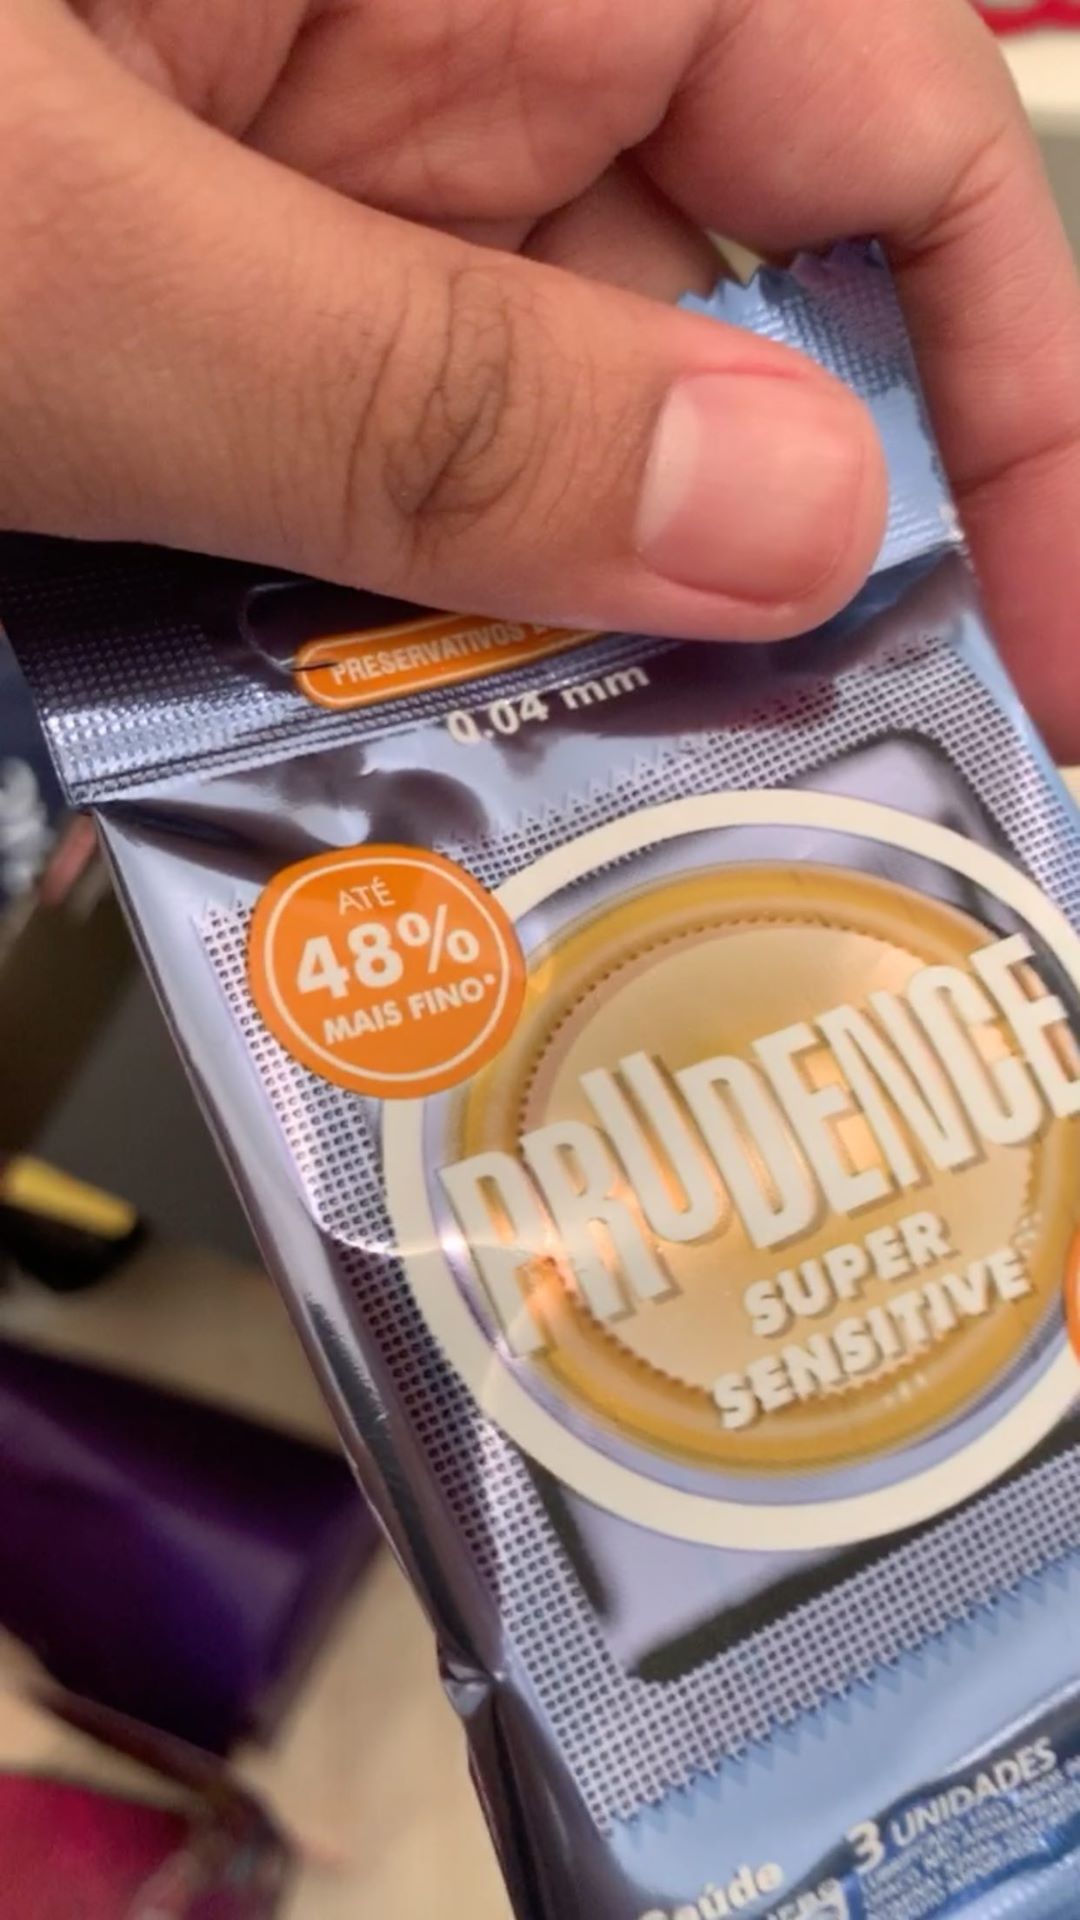 PRESERVATIVOS
0.04 mm
ATÉ
48%
MAIS FINO*
PRUDENCE
SUPER
SENSITIVE
3 UNIDADES
Saúde